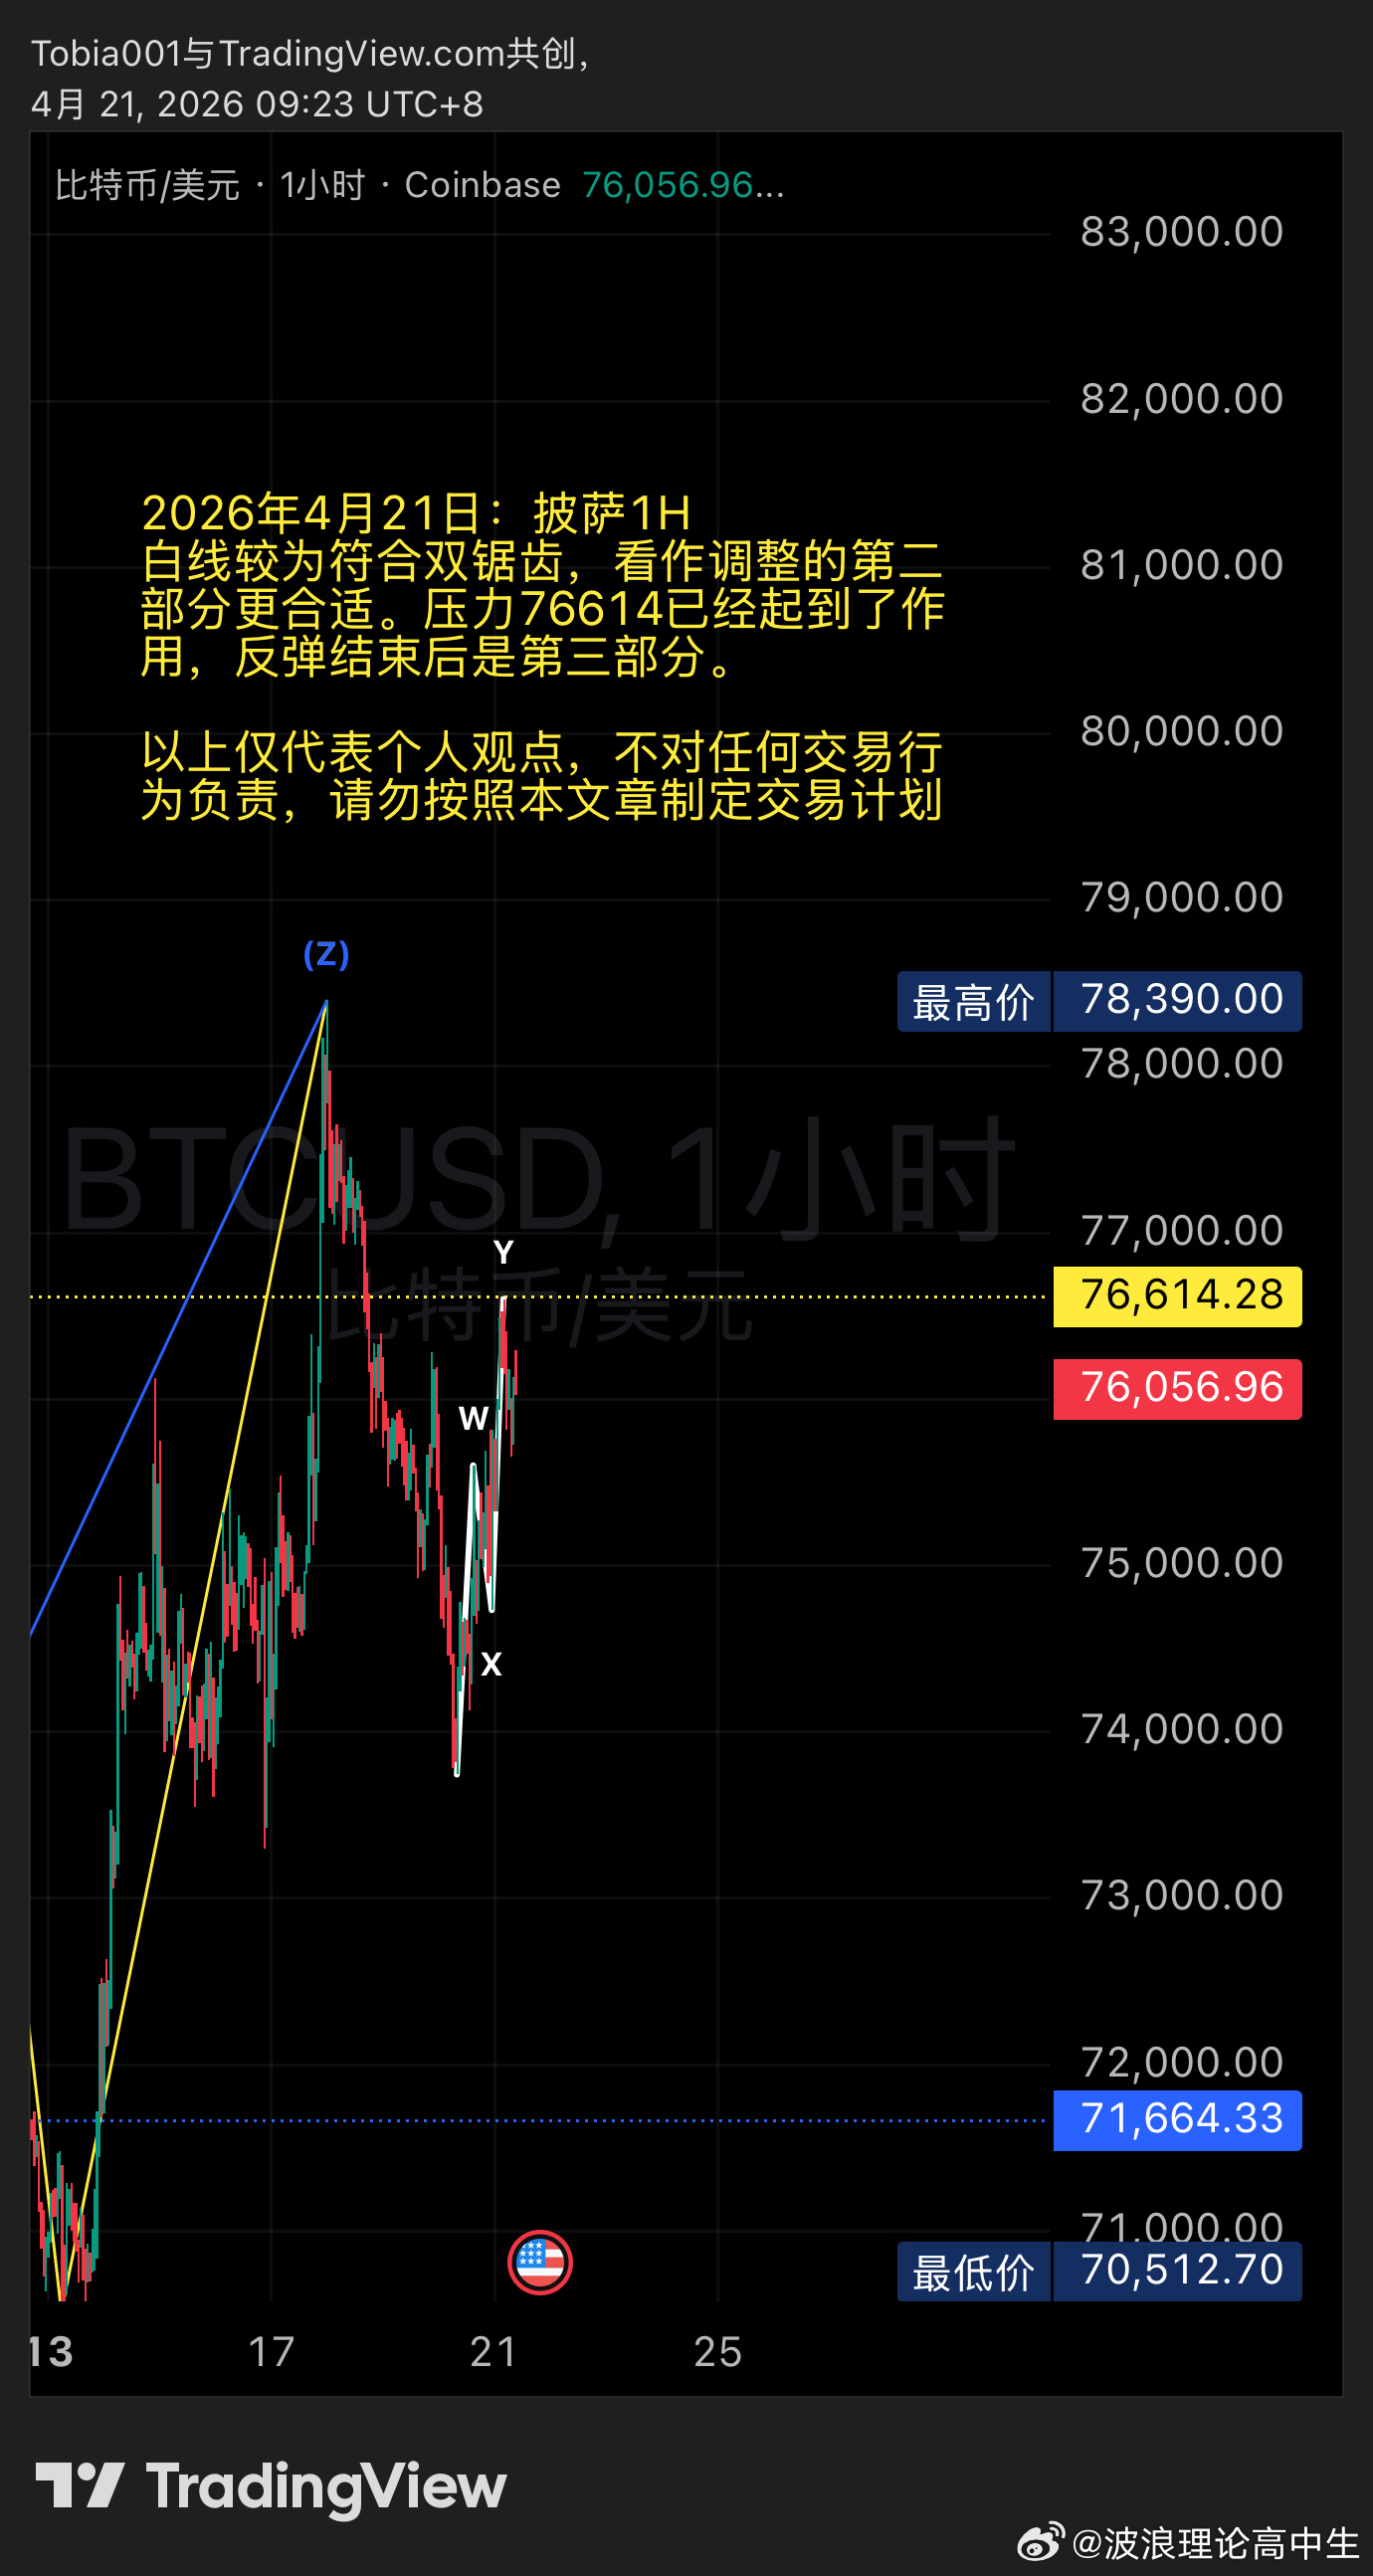 Tobia001与TradingView.com共创，
4月 21, 2026 09:23 UTC+8
比特币/美元 · 1小时 · Coinbase 76,056.96...
83,000.00
82,000.00
2026年4月21日：披萨1H
白线较为符合双锯齿，看作调整的第二
部分更合适。压力76614已经起到了作
用，反弹结束后是第三部分。
81,000.00
以上仅代表个人观点，不对任何交易行
为负责，请勿按照本文章制定交易计划
80,000.00
79,000.00
(Z)
最高价 78,390.00
78,000.00
BTCUSD, 1小时
比特币/美元
77,000.00
Y
76,614.28
76,056.96
W
75,000.00
X
74,000.00
73,000.00
72,000.00
71,664.33
71,000.00
最低价 70,512.70
13 17 21 25
TradingView
@波浪理论高中生